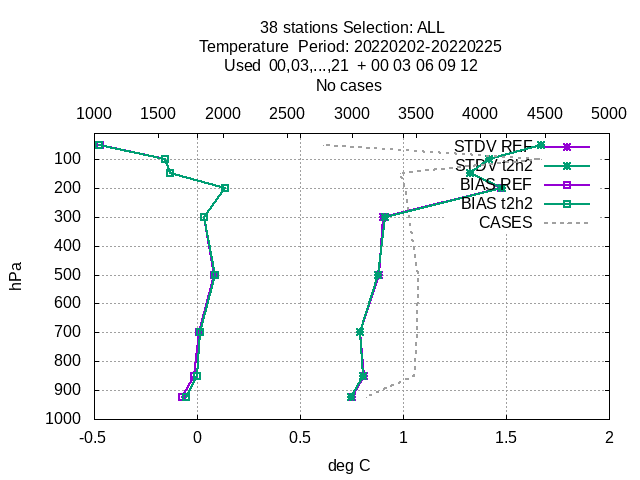 38 stations Selection: ALL
Temperature Period: 20220202-20220225
Used 00,03,...,21 + 00 03 06 09 12
No cases
1000 1500 2000 2500 3000 3500 4000 4500 5000
STDV REF
100
STDV t2h2
200
BIAS REF
BIAS t2h2
300
CASES
400
hPa
500
600
700
800
900
1000
-0.5 0 0.5 1 1.5 2
deg C